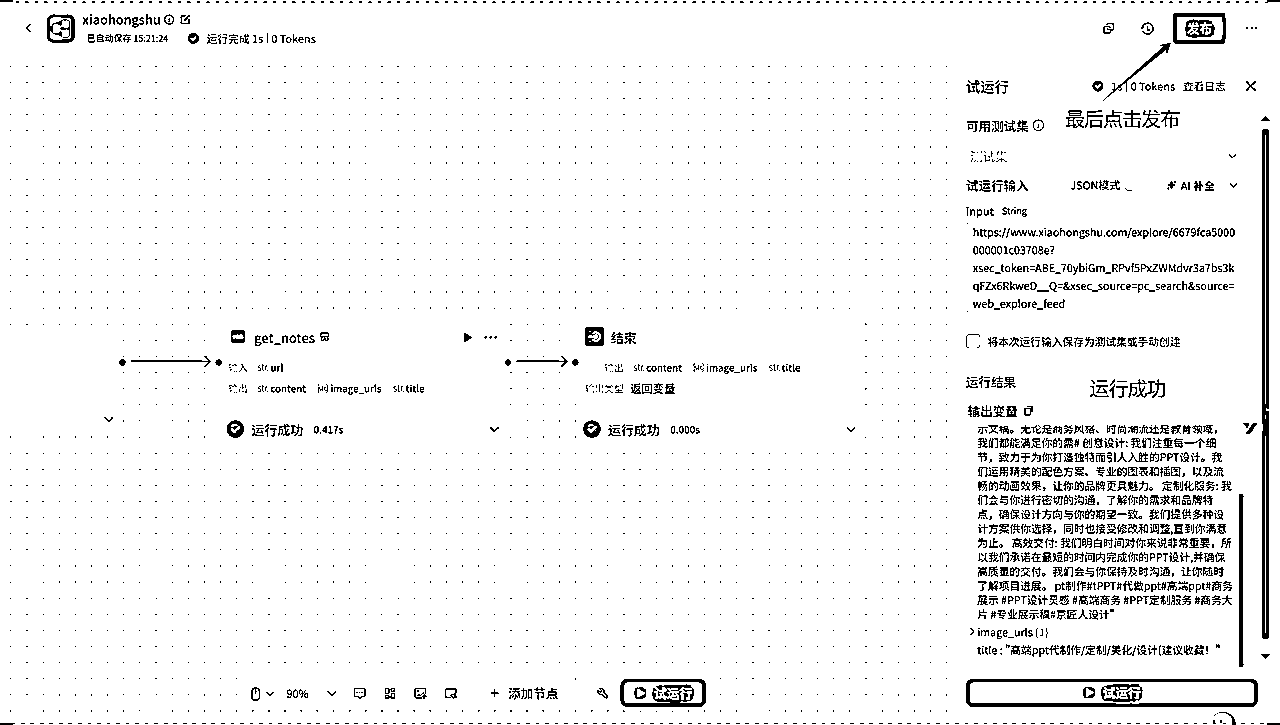 xiaohongshu
已自动保存 15:21:24
运行完成 1s | 0 Tokens
发布
试运行
1s | 0 Tokens 查看日志
可用测试集
最后点击发布
测试集
试运行输入 JSON模式 AI 补全
Input String
https://www.xiaohongshu.com/explore/6679fca5000
000001c03708e?
xsec_token=ABE_70ybiGm_RPvf5PxZWMdvr3a7bs3k
qFZx6RkweD__Q=&xsec_source=pc_search&source=
web_explore_feed
将本次运行输入保存为测试集或手动创建
get_notes
输入 str. url
输出 str. content image_urls str. title
运行成功 0.417s
结束
输出 str. content image_urls str. title
输出类型 返回变量
运行成功 0.000s
运行结果
运行成功
输出变量
示文稿。无论是商务风格、时尚潮流还是教育领域，
我们都能满足你的需# 创意设计: 我们注重每一个细
节，致力于为你打造独特而引人入胜的PPT设计。我
们运用精美的配色方案、专业的图表和插图，以及流
畅的动画效果，让你的品牌更具魅力。 定制化服务: 我
们会与你进行密切的沟通，了解你的需求和品牌特
点，确保设计方向与你的期望一致。我们提供多种设
计方案供你选择，同时也接受修改和调整,直到你满意
为止。 高效交付: 我们明白时间对你来说非常重要，所
以我们承诺在最短的时间内完成你的PPT设计,并确保
高质量的交付。我们会与你保持及时沟通，让你随时
了解项目进展。 pt制作#tPPT#代做ppt#高端ppt#商务
展示 #PPT设计灵感 #高端商务 #PPT定制服务 #商务大
片 #专业展示稿#京匠人设计"
image_urls [1]
title : "高端ppt代制作/定制/美化/设计(建议收藏！"
90%
添加节点
试运行
试运行